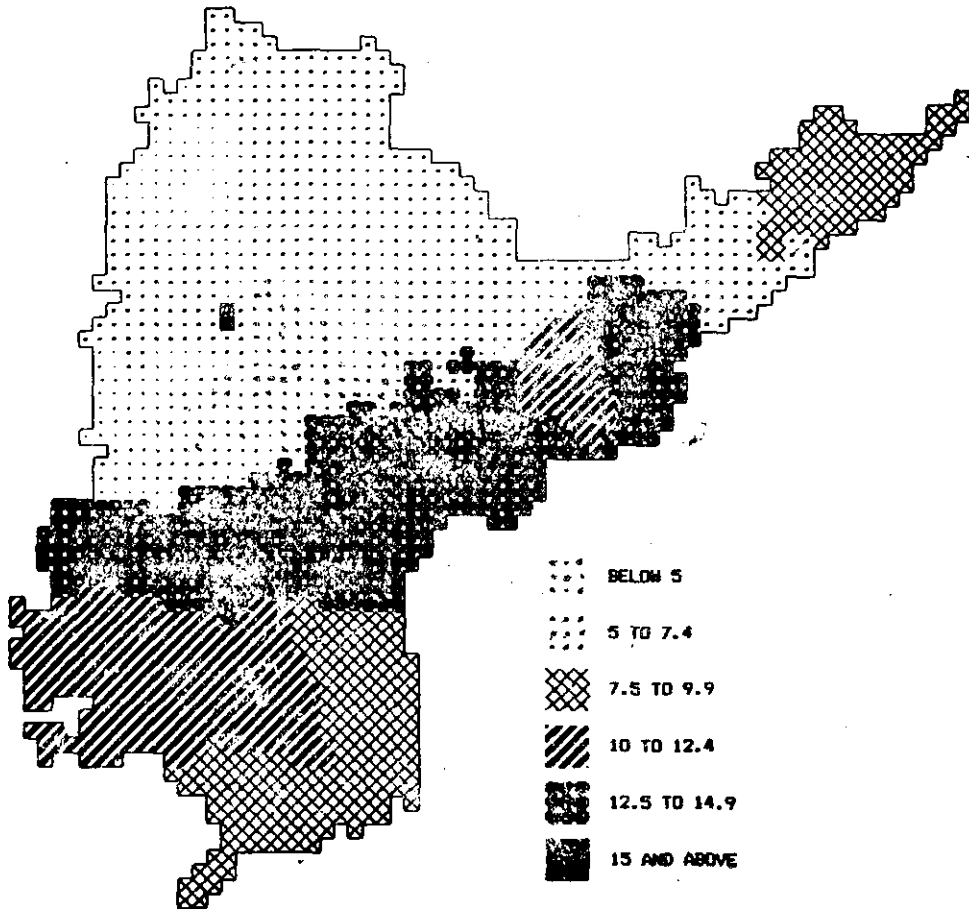 BELOW 5
5 TO 7.4
7.5 TO 9.9
10 TO 12.4
12.5 TO 14.9
15 AND ABOVE